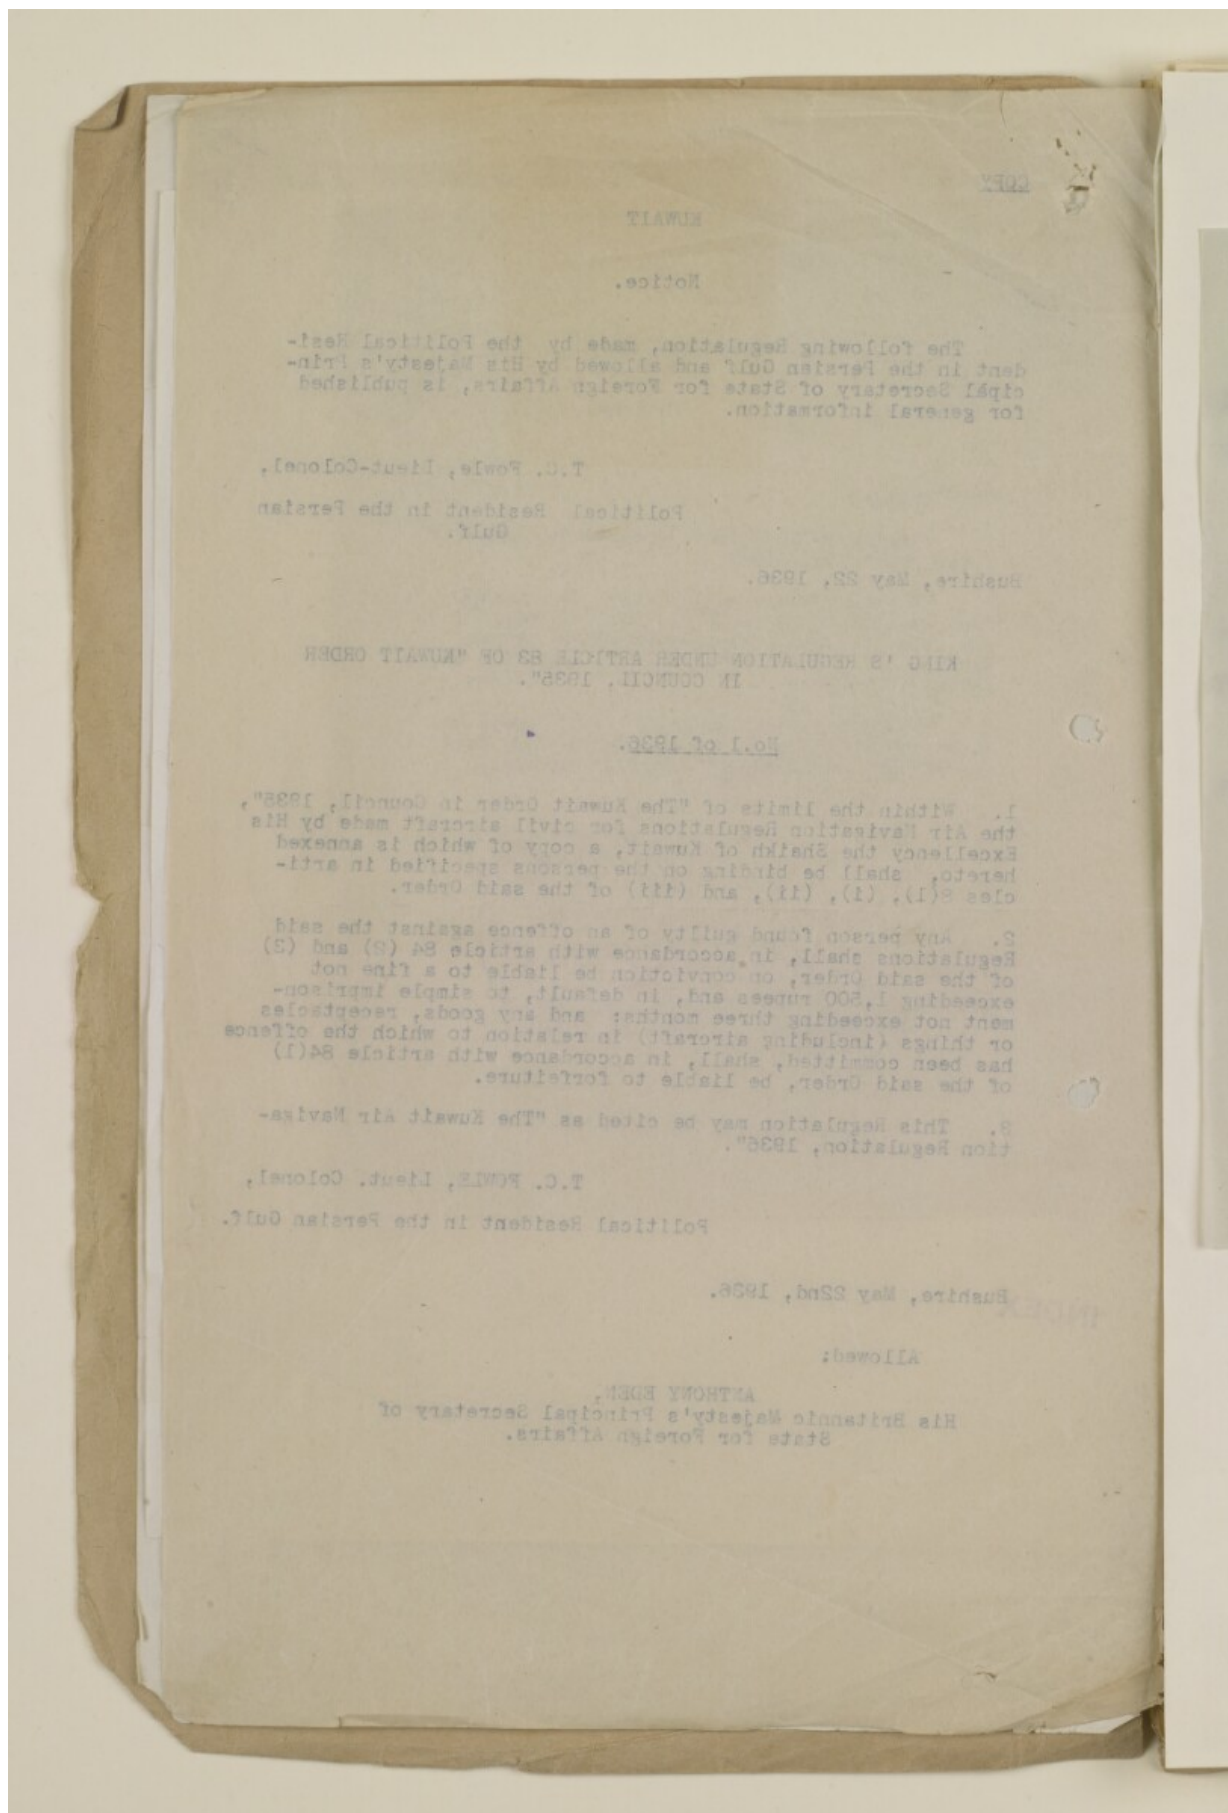 COPY
KUWAIT
Notice.
The following Regulation, made by the Political Resi-
dent in the Persian Gulf and allowed by His Majesty's Prin-
cipal Secretary of State for Foreign Affairs, is published
for general information.
T.C. Fowle, Lieut-Colonel,
Political Resident in the Persian
Gulf.
Bushire, May 22, 1936.
KING'S REGULATION UNDER ARTICLE 83 OF "KUWAIT ORDER
IN COUNCIL, 1935".
No.1 of 1936.
1. Within the limits of "The Kuwait Order in Council, 1935",
the Air Navigation Regulations for civil aircraft made by His
Excellency the Shaikh of Kuwait, a copy of which is annexed
hereto, shall be binding on the persons specified in arti-
cles 8(1), (i), (ii), and (iii) of the said Order.
2. Any person found guilty of an offence against the said
Regulations shall, in accordance with article 84 (2) and (3)
of the said Order, on conviction be liable to a fine not
exceeding 1,500 rupees and, in default, to simple imprison-
ment not exceeding three months: and any goods, receptacles
or things (including aircraft) in relation to which the offence
has been committed, shall, in accordance with article 84(1)
of the said Order, be liable to forfeiture.
3. This Regulation may be cited as "The Kuwait Air Naviga-
tion Regulation, 1936".
T.C. FOWLE, Lieut. Colonel,
Political Resident in the Persian Gulf.
Bushire, May 22nd, 1936.
INDEX
Allowed:
ANTHONY EDEN,
His Britannic Majesty's Principal Secretary of
State for Foreign Affairs.